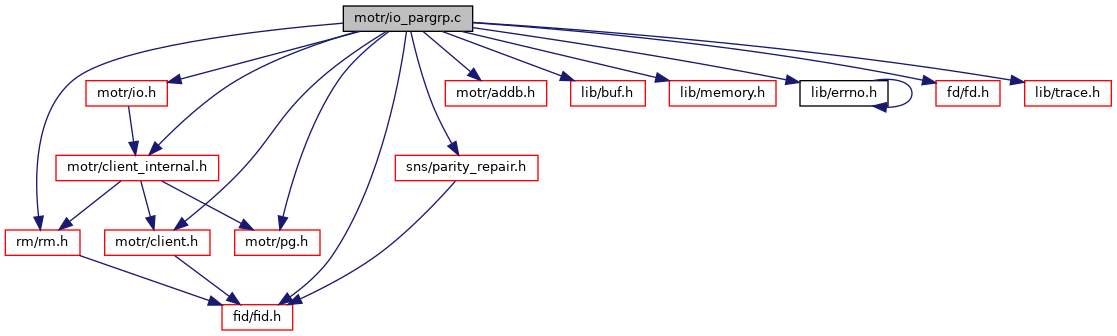 motr/io_pargrp.c
motr/io.h
motr/addb.h
lib/buf.h
lib/memory.h
lib/errno.h
fd/fd.h
lib/trace.h
motr/client_internal.h
sns/parity_repair.h
rm/rm.h
motr/client.h
motr/pg.h
fid/fid.h